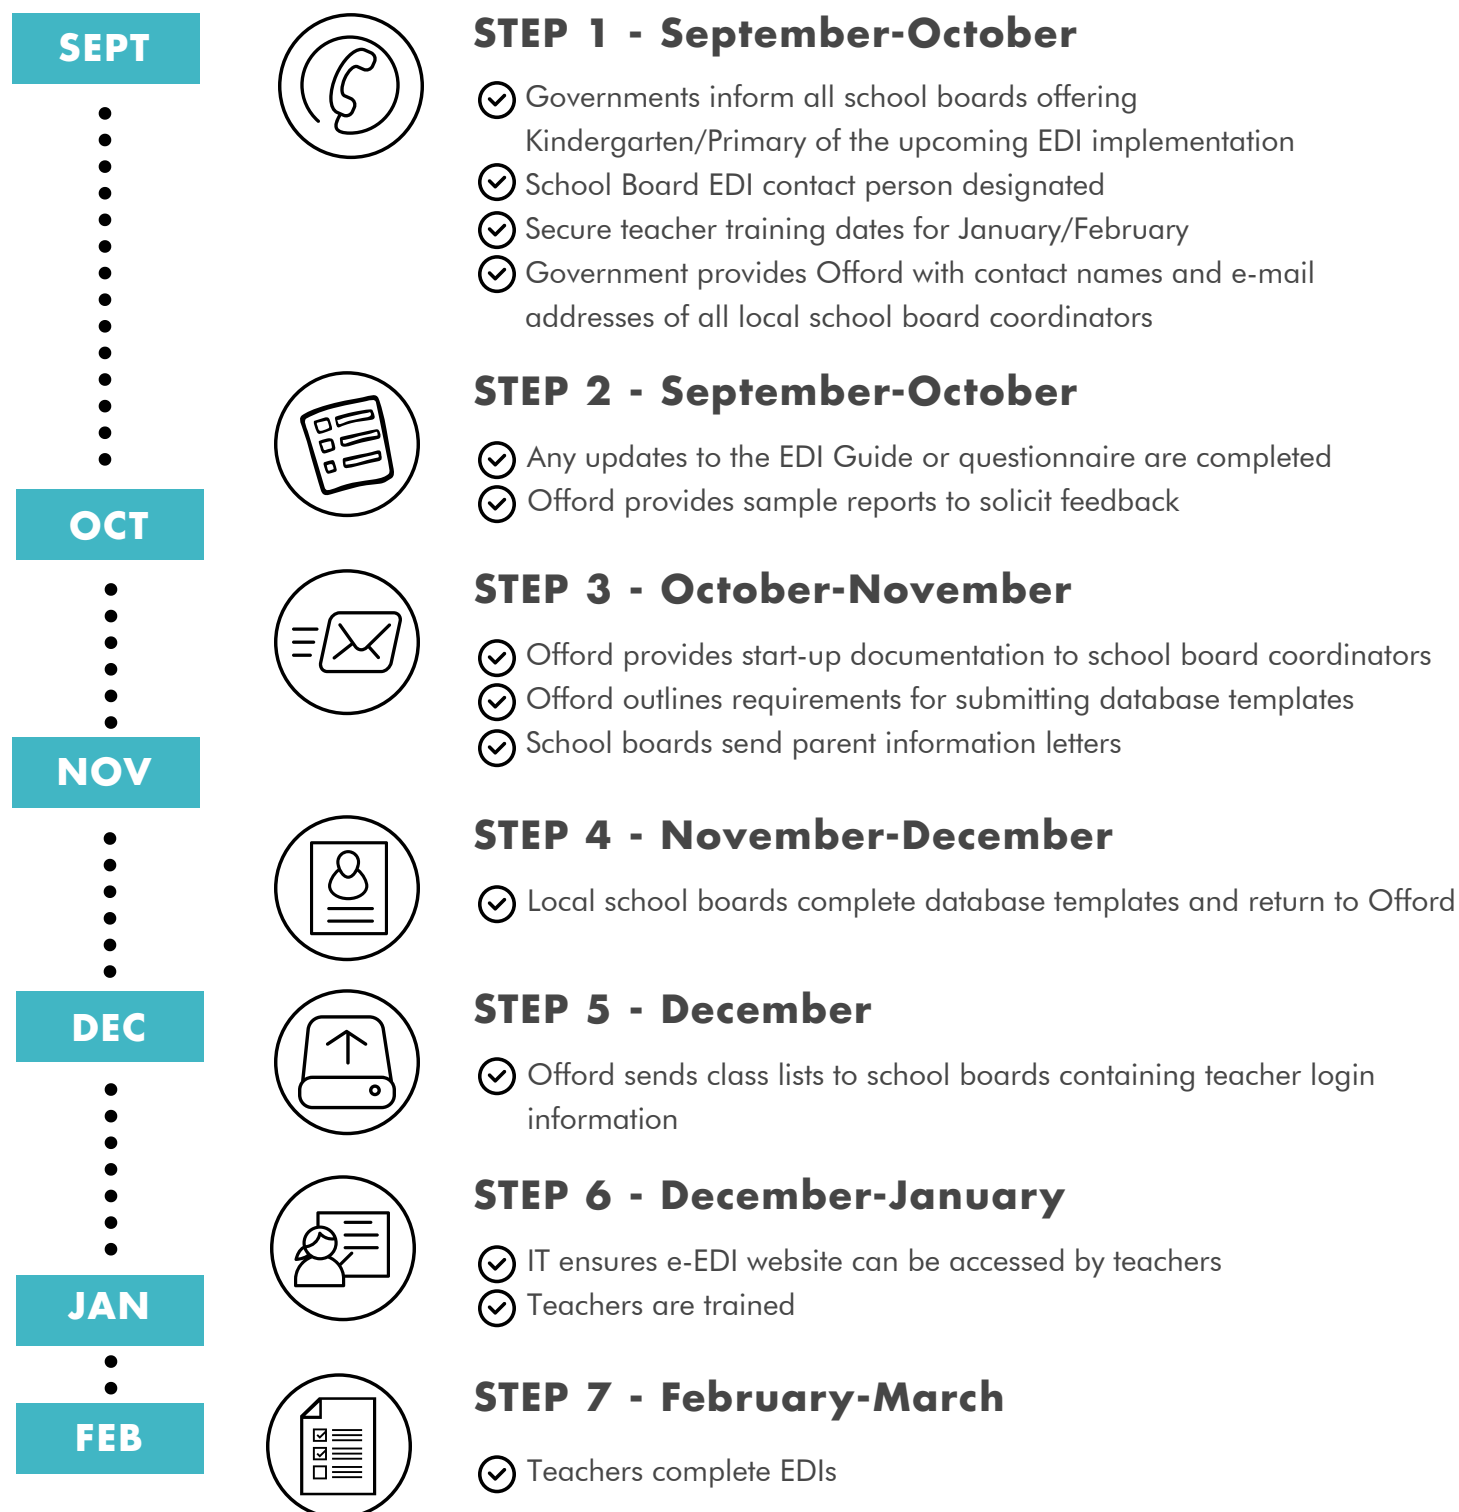 SEPT
STEP 1 - September-October
Governments inform all school boards offering
Kindergarten/Primary of the upcoming EDI implementation
School Board EDI contact person designated
Secure teacher training dates for January/February
Government provides Offord with contact names and e-mail
addresses of all local school board coordinators
STEP 2 - September-October
Any updates to the EDI Guide or questionnaire are completed
Offord provides sample reports to solicit feedback
OCT
STEP 3 - October-November
Offord provides start-up documentation to school board coordinators
Offord outlines requirements for submitting database templates
School boards send parent information letters
NOV
STEP 4 - November-December
Local school boards complete database templates and return to Offord
DEC
STEP 5 - December
Offord sends class lists to school boards containing teacher login
information
STEP 6 - December-January
IT ensures e-EDI website can be accessed by teachers
Teachers are trained
JAN
STEP 7 - February-March
Teachers complete EDIs
FEB